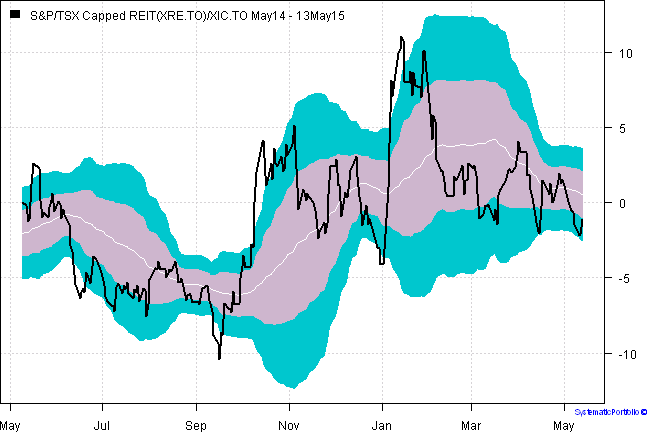 S&P/TSX Capped REIT(XRE.TO)/XIC.TO May14 - 13May15
10
5
0
-5
-10
May Jul Sep Nov Jan Mar May
SystematicPortfolio ©